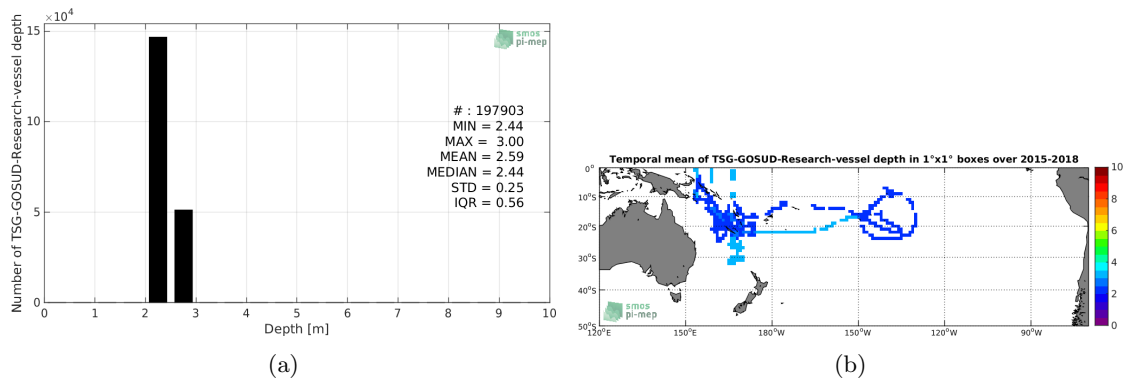 ×10⁴
15
10
5
0
Number of TSG-GOSUD-Research-vessel depth
smos
pi-mep
# : 197903
MIN = 2.44
MAX = 3.00
MEAN = 2.59
MEDIAN = 2.44
STD = 0.25
IQR = 0.56
0 1 2 3 4 5 6 7 8 9 10
Depth [m]
(a)
Temporal mean of TSG-GOSUD-Research-vessel depth in 1°x1° boxes over 2015-2018
0°
10°S
20°S
30°S
40°S
50°S
smos
pi-mep
120°E 150°E 180°W 150°W 120°W 90°W
10
8
6
4
2
0
(b)